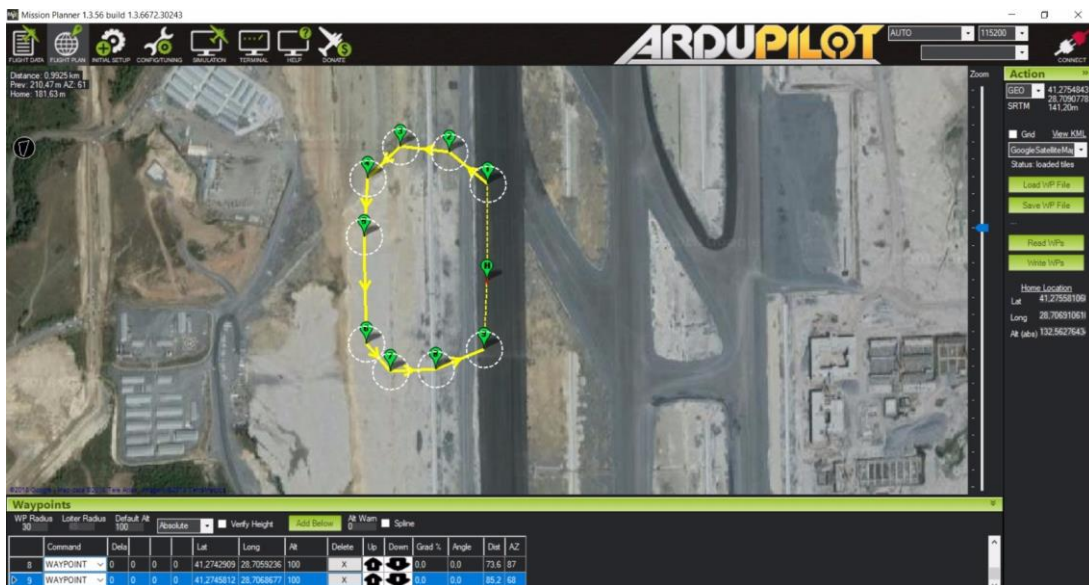 Mission Planner 1.3.56 build 1.3.6672.30243
FLIGHT DATA
FLIGHT PLAN
INITIAL SETUP
CONFIG/TUNING
SIMULATION
TERMINAL
HELP
DONATE
ARDUPILOT
AUTO
115200
CONNECT
Distance: 0,9925 km
Prev: 210,47 m AZ: 61
Home: 181,63 m
Zoom
Action
GEO
41,2754843
28,7090778
SRTM
141,20m
Grid
View KML
GoogleSatelliteMap
Status: loaded tiles
Load WP File
Save WP File
Read WPs
Write WPs
Home Location
Lat
41,27558106
Long
28,70691061
Alt (abs)
132,5627643
H
Waypoints
WP Radius
30
Loiter Radius
Default Alt
100
Absolute
Verify Height
Add Below
Alt Warn
0
Spline
Command Dela Lat Long Alt Delete Up Down Grad % Angle Dist AZ
8 WAYPOINT 0 0 0 0 41,2742909 28,7059236 100 X 0,0 0,0 73,6 87
9 WAYPOINT 0 0 0 0 41,2745812 28,7068677 100 X 0,0 0,0 85,2 68